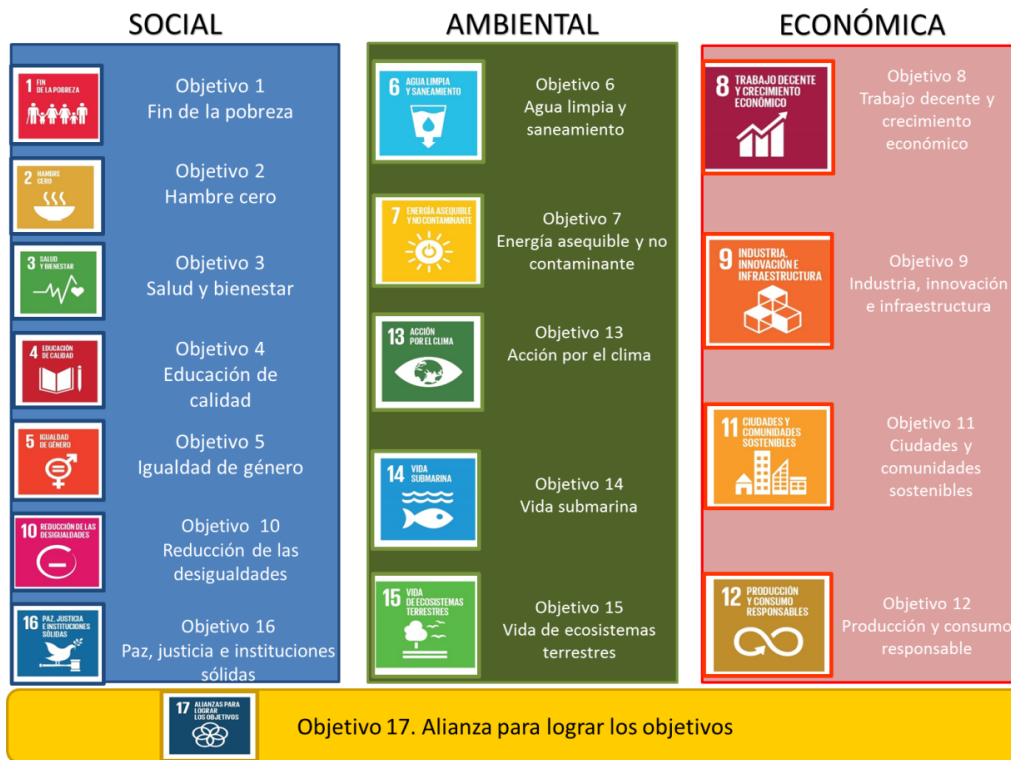 SOCIAL
1 FIN
DE LA POBREZA
Objetivo 1
Fin de la pobreza
2 HAMBRE
CERO
Objetivo 2
Hambre cero
3 SALUD
Y BIENESTAR
Objetivo 3
Salud y bienestar
4 EDUCACIÓN
DE CALIDAD
Objetivo 4
Educación de
calidad
5 IGUALDAD
DE GÉNERO
Objetivo 5
Igualdad de género
10 REDUCCIÓN DE LAS
DESIGUALDADES
Objetivo 10
Reducción de las
desigualdades
16 PAZ, JUSTICIA
E INSTITUCIONES
SÓLIDAS
Objetivo 16
Paz, justicia e instituciones
sólidas
AMBIENTAL
6 AGUA LIMPIA
Y SANEAMIENTO
Objetivo 6
Agua limpia y
saneamiento
7 ENERGÍA ASEQUIBLE
Y NO CONTAMINANTE
Objetivo 7
Energía asequible y no
contaminante
13 ACCIÓN
POR EL CLIMA
Objetivo 13
Acción por el clima
14 VIDA
SUBMARINA
Objetivo 14
Vida submarina
15 VIDA
DE ECOSISTEMAS
TERRESTRES
Objetivo 15
Vida de ecosistemas
terrestres
ECONÓMICA
8 TRABAJO DECENTE
Y CRECIMIENTO
ECONÓMICO
Objetivo 8
Trabajo decente y
crecimiento
económico
9 INDUSTRIA,
INNOVACIÓN E
INFRAESTRUCTURA
Objetivo 9
Industria, innovación
e infraestructura
11 CIUDADES Y
COMUNIDADES
SOSTENIBLES
Objetivo 11
Ciudades y
comunidades
sostenibles
12 PRODUCCIÓN
Y CONSUMO
RESPONSABLES
Objetivo 12
Producción y consumo
responsable
17 ALIANZAS PARA
LOGRAR
LOS OBJETIVOS
Objetivo 17. Alianza para lograr los objetivos